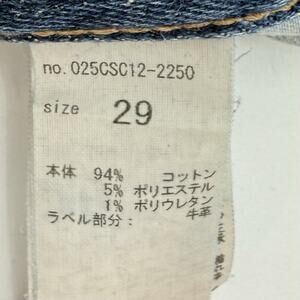 no.025CSC12-2250
size 29
本体 94% コットン
5% ポリエステル
1% ポリウレタン
ラベル部分： 牛革